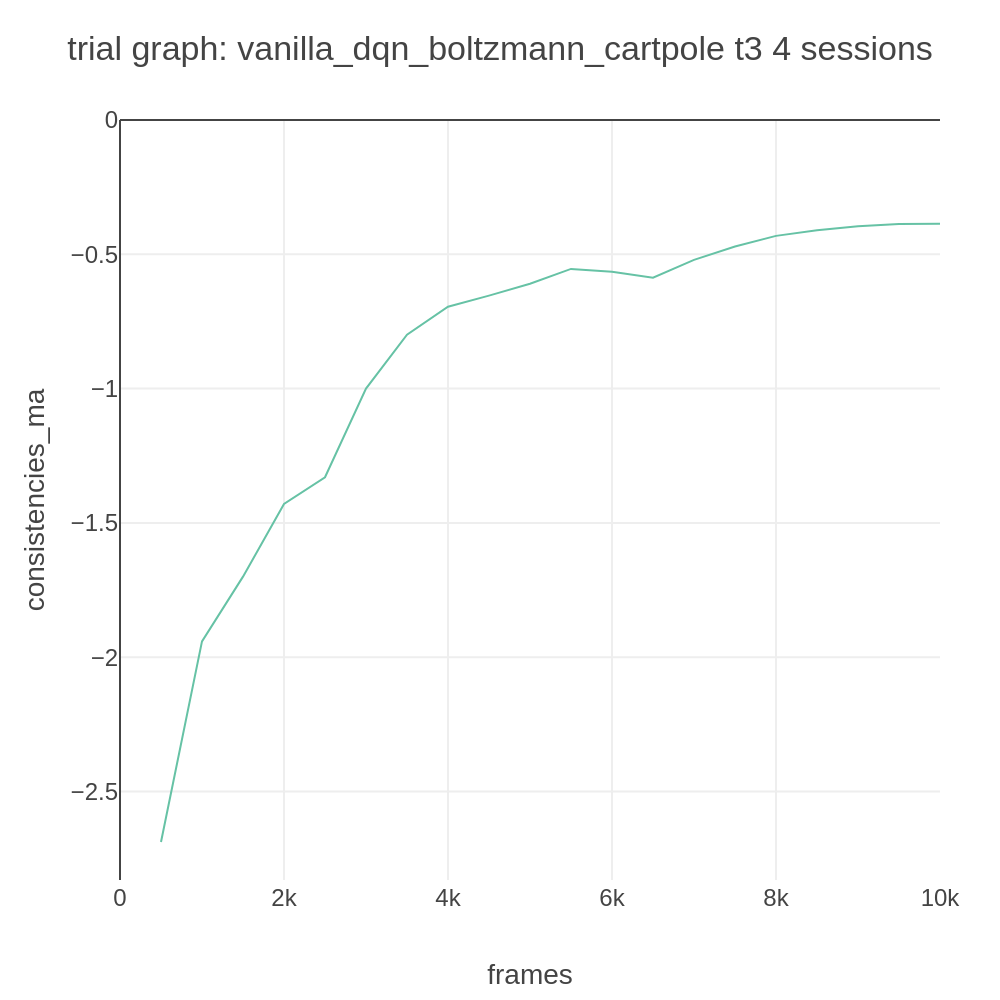 trial graph: vanilla_dqn_boltzmann_cartpole t3 4 sessions
0
−0.5
−1
−1.5
−2
−2.5
consistencies_ma
0 2k 4k 6k 8k 10k
frames